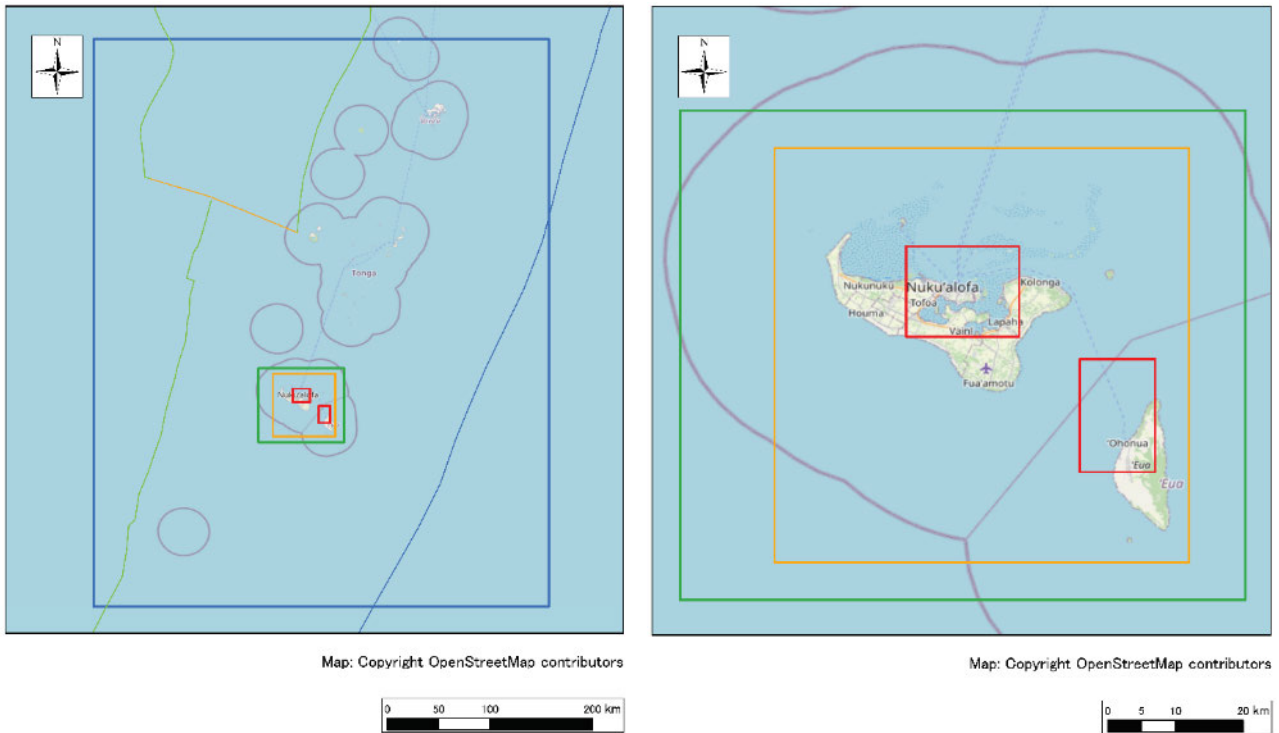 N
Tonga
Nuku'alofa
Map: Copyright OpenStreetMap contributors
0 50 100 200 km
N
Nukunuku
Nuku'alofa
Kolonga
Tofoa
Houma
Lapaha
Vaini
Fua'amotu
'Ohonua
'Eua
'Eua
Map: Copyright OpenStreetMap contributors
0 5 10 20 km